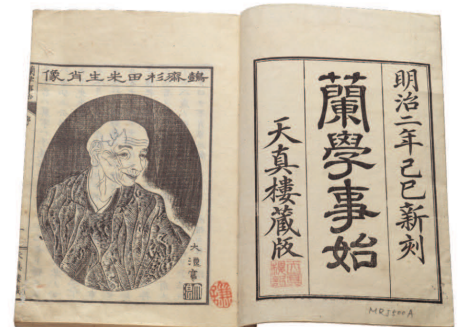 明治二年己巳新刻
蘭學事始
天真樓藏版
鷧齋杉田先生肖像